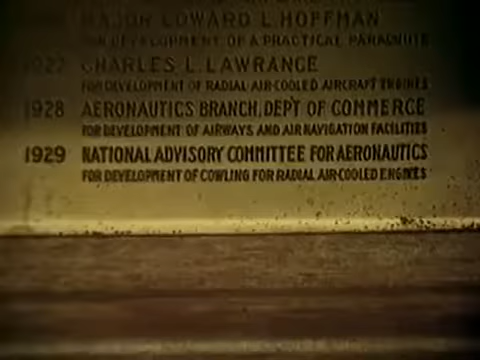 MAJOR EDWARD L. HOFFMAN
FOR DEVELOPMENT OF A PRACTICAL PARACHUTE
1927 CHARLES L. LAWRANCE
FOR DEVELOPMENT OF RADIAL AIR-COOLED AIRCRAFT ENGINES
1928 AERONAUTICS BRANCH, DEP'T OF COMMERCE
FOR DEVELOPMENT OF AIRWAYS AND AIR NAVIGATION FACILITIES
1929 NATIONAL ADVISORY COMMITTEE FOR AERONAUTICS
FOR DEVELOPMENT OF COWLING FOR RADIAL AIR-COOLED ENGINES